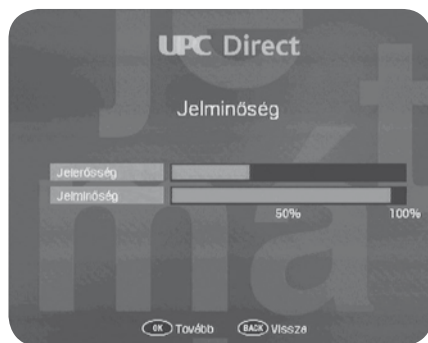 UPC Direct
Jelminőség
Jelerősség
Jelminőség
50% 100%
OK Tovább BACK Vissza